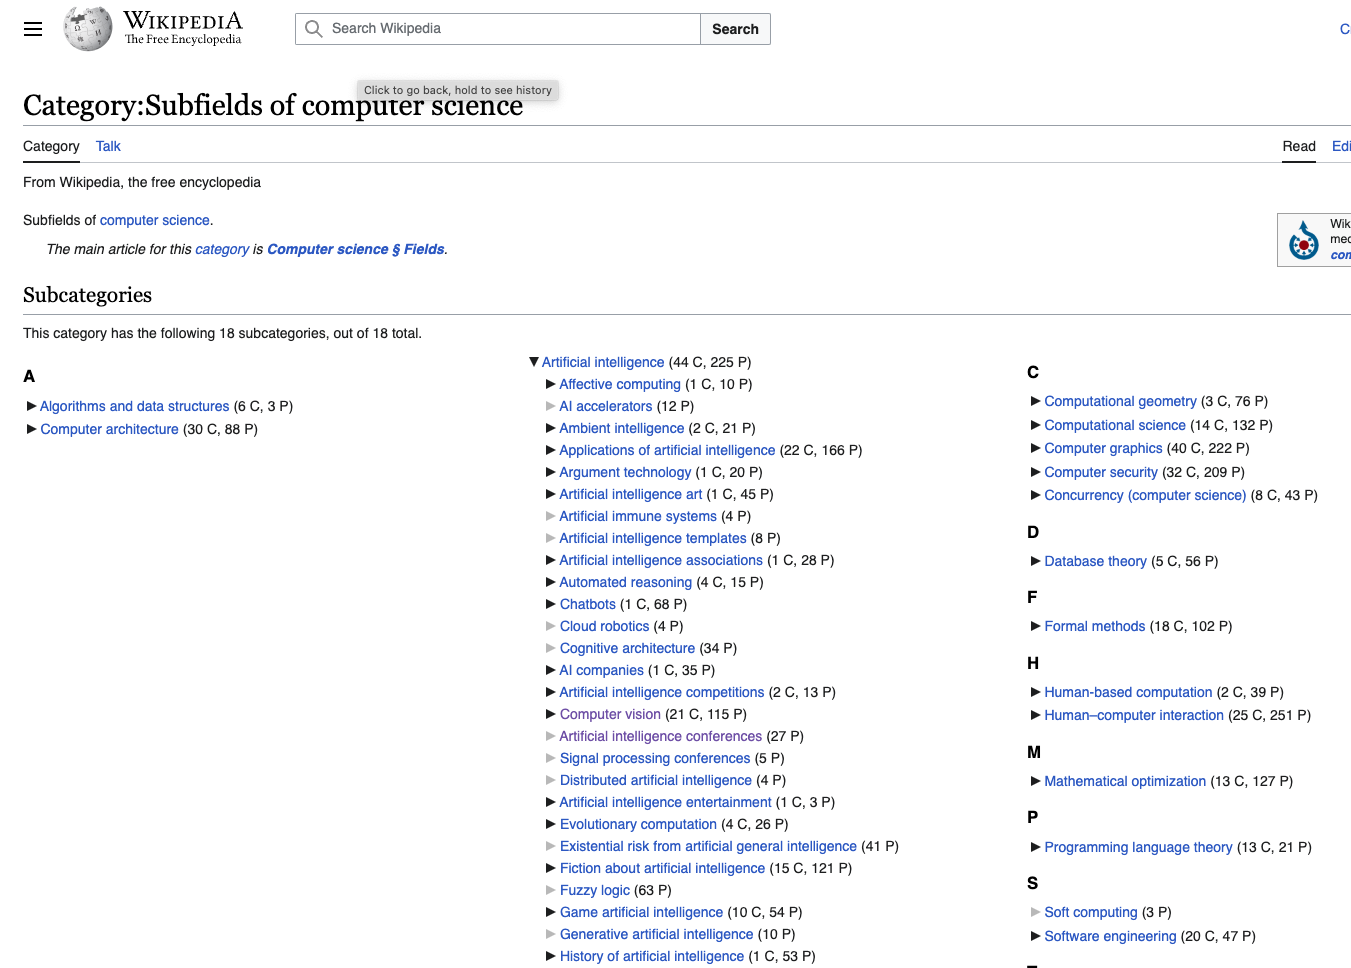 WIKIPEDIA
The Free Encyclopedia
Search Wikipedia
Search
Click to go back, hold to see history
Category:Subfields of computer science
Category Talk
Read
From Wikipedia, the free encyclopedia
Subfields of computer science.
The main article for this category is Computer science § Fields.
Subcategories
This category has the following 18 subcategories, out of 18 total.
A
▶ Algorithms and data structures (6 C, 3 P)
▶ Computer architecture (30 C, 88 P)
▼ Artificial intelligence (44 C, 225 P)
▶ Affective computing (1 C, 10 P)
▶ AI accelerators (12 P)
▶ Ambient intelligence (2 C, 21 P)
▶ Applications of artificial intelligence (22 C, 166 P)
▶ Argument technology (1 C, 20 P)
▶ Artificial intelligence art (1 C, 45 P)
▶ Artificial immune systems (4 P)
▶ Artificial intelligence templates (8 P)
▶ Artificial intelligence associations (1 C, 28 P)
▶ Automated reasoning (4 C, 15 P)
▶ Chatbots (1 C, 68 P)
▶ Cloud robotics (4 P)
▶ Cognitive architecture (34 P)
▶ AI companies (1 C, 35 P)
▶ Artificial intelligence competitions (2 C, 13 P)
▶ Computer vision (21 C, 115 P)
▶ Artificial intelligence conferences (27 P)
▶ Signal processing conferences (5 P)
▶ Distributed artificial intelligence (4 P)
▶ Artificial intelligence entertainment (1 C, 3 P)
▶ Evolutionary computation (4 C, 26 P)
▶ Existential risk from artificial general intelligence (41 P)
▶ Fiction about artificial intelligence (15 C, 121 P)
▶ Fuzzy logic (63 P)
▶ Game artificial intelligence (10 C, 54 P)
▶ Generative artificial intelligence (10 P)
▶ History of artificial intelligence (1 C, 53 P)
C
▶ Computational geometry (3 C, 76 P)
▶ Computational science (14 C, 132 P)
▶ Computer graphics (40 C, 222 P)
▶ Computer security (32 C, 209 P)
▶ Concurrency (computer science) (8 C, 43 P)
D
▶ Database theory (5 C, 56 P)
F
▶ Formal methods (18 C, 102 P)
H
▶ Human-based computation (2 C, 39 P)
▶ Human–computer interaction (25 C, 251 P)
M
▶ Mathematical optimization (13 C, 127 P)
P
▶ Programming language theory (13 C, 21 P)
S
▶ Soft computing (3 P)
▶ Software engineering (20 C, 47 P)